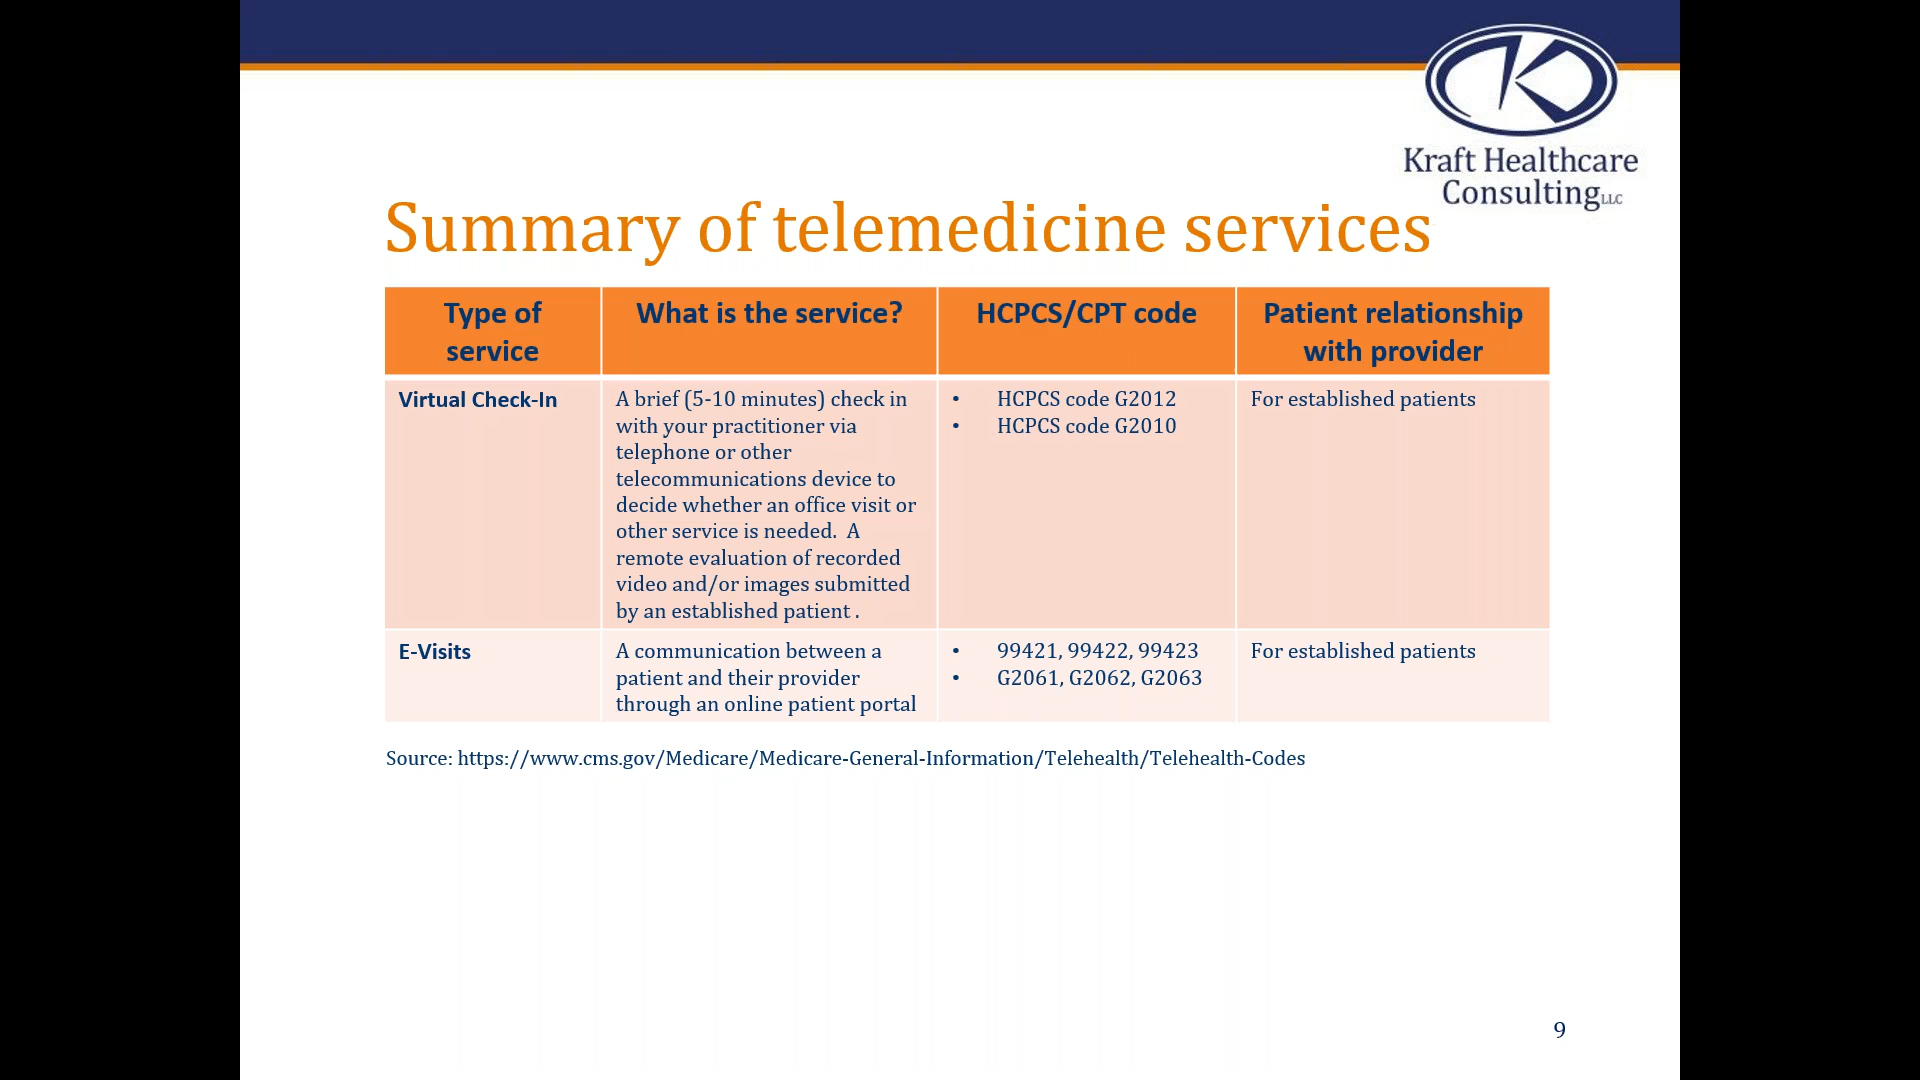 Kraft Healthcare
Consulting LLC
Summary of telemedicine services
Type of
service
What is the service?
HCPCS/CPT code
Patient relationship
with provider
Virtual Check-In
A brief (5-10 minutes) check in
with your practitioner via
telephone or other
telecommunications device to
decide whether an office visit or
other service is needed.  A
remote evaluation of recorded
video and/or images submitted
by an established patient .
• HCPCS code G2012
• HCPCS code G2010
For established patients
E-Visits
A communication between a
patient and their provider
through an online patient portal
• 99421, 99422, 99423
• G2061, G2062, G2063
For established patients
Source: https://www.cms.gov/Medicare/Medicare-General-Information/Telehealth/Telehealth-Codes
9